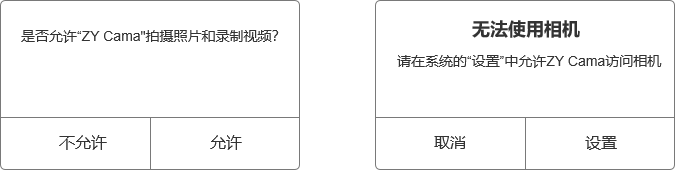 是否允许“ZY Cama"拍摄照片和录制视频？
不允许
允许
无法使用相机
请在系统的“设置”中允许ZY Cama访问相机
取消
设置